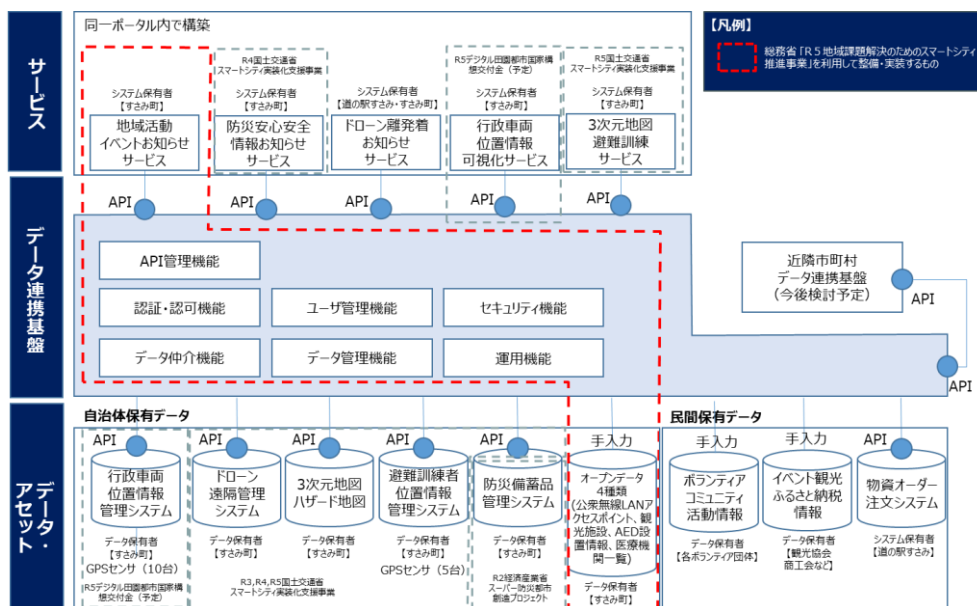 サービス
同一ポータル内で構築
【凡例】
総務省「R5地域課題解決のためのスマートシティ
推進事業」を利用して整備・実装するもの
システム保有者
【すさみ町】
地域活動
イベントお知らせ
サービス
R4国土交通省
スマートシティ実装化支援事業
システム保有者
【すさみ町】
防災安心安全
情報お知らせ
サービス
システム保有者
【道の駅すさみ・すさみ町】
ドローン離発着
お知らせ
サービス
R5デジタル田園都市国家構
想交付金(予定)
システム保有者
【すさみ町】
行政車両
位置情報
可視化サービス
R5国土交通省
スマートシティ実装化支援事業
システム保有者
【すさみ町】
3次元地図
避難訓練
サービス
API
API
API
API
API
データ連携基盤
API管理機能
認証・認可機能
ユーザ管理機能
セキュリティ機能
データ仲介機能
データ管理機能
運用機能
近隣市町村
データ連携基盤
(今後検討予定)
API
API
データ・
アセット
自治体保有データ
API
行政車両
位置情報
管理システム
データ保有者
【すさみ町】
GPSセンサ(10台)
R5デジタル田園都市国家構
想交付金(予定)
API
ドローン
遠隔管理
システム
データ保有者
【すさみ町】
API
3次元地図
ハザード地図
データ保有者
【すさみ町】
API
避難訓練者
位置情報
管理システム
データ保有者
【すさみ町】
GPSセンサ(5台)
R3,R4,R5国土交通省
スマートシティ実装化支援事業
API
防災備蓄品
管理システム
データ保有者
【すさみ町】
R2経済産業省
スーパー防災都市
創造プロジェクト
手入力
オープンデータ
4種類
(公衆無線LANア
クセスポイント、観
光施設、AED設
置情報、医療機
関一覧)
データ保有者
【すさみ町】
民間保有データ
手入力
ボランティア
コミュニティ
活動情報
データ保有者
【各ボランティア団体】
手入力
イベント観光
ふるさと納税
情報
データ保有者
【観光協会
商工会など】
API
物資オーダー
注文システム
システム保有者
【道の駅すさみ】